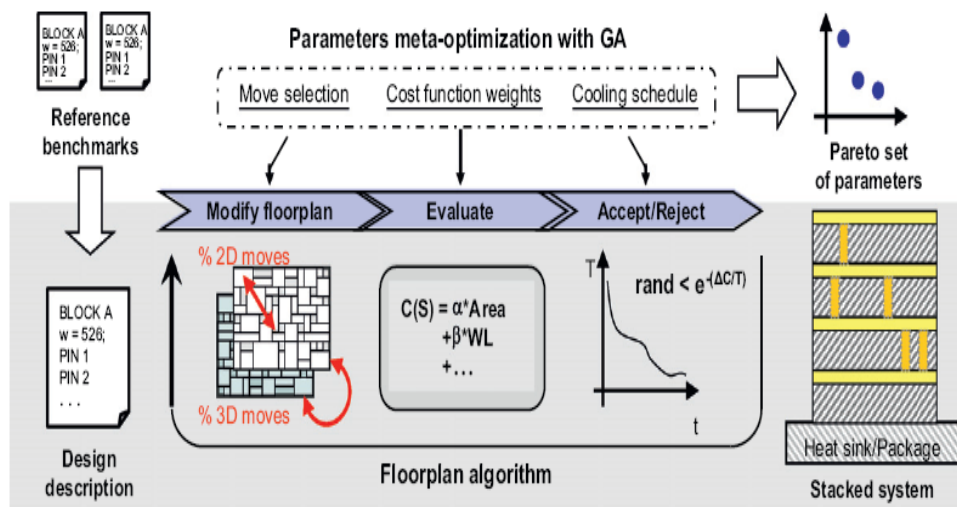 BLOCK A
w = 526;
PIN 1
PIN 2
...
BLOCK A
w = 526;
PIN 1
PIN 2
...
Reference
benchmarks
Parameters meta-optimization with GA
Move selection Cost function weights Cooling schedule
Pareto set
of parameters
Modify floorplan Evaluate Accept/Reject
BLOCK A
w = 526;
PIN 1
PIN 2
. . .
Design
description
% 2D moves
% 3D moves
C(S) = α*Area
+β*WL
+...
T
rand < e-(ΔC/T)
t
Floorplan algorithm
Heat sink/Package
Stacked system